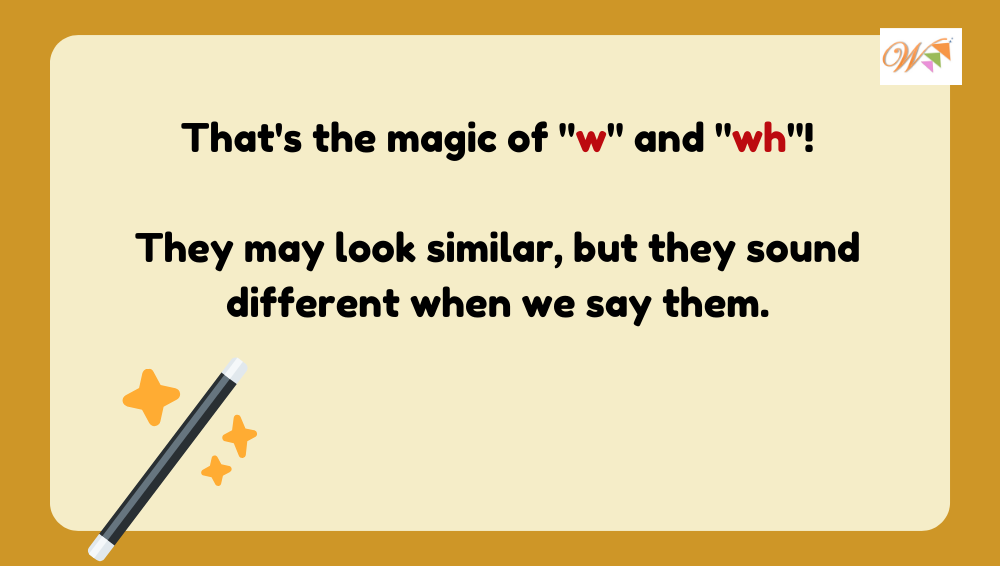 That's the magic of "w" and "wh"!
They may look similar, but they sound
different when we say them.
W